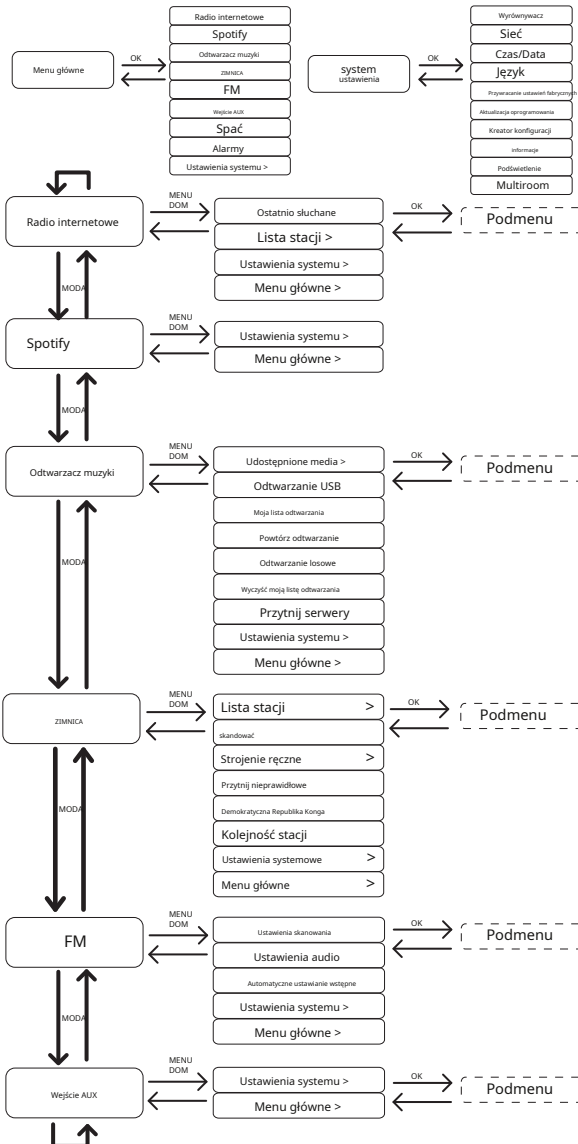 Menu główne
OK
Radio internetowe
Spotify
Odtwarzacz muzyki
ZIMNICA
FM
Wejście AUX
Spać
Alarmy
Ustawienia systemu >
system
ustawienia
OK
Wyrównywacz
Sieć
Czas/Data
Język
Przywracanie ustawień fabrycznych
Aktualizacja oprogramowania
Kreator konfiguracji
informacje
Podświetlenie
Multiroom
Radio internetowe
MENU
DOM
Ostatnio słuchane
Lista stacji >
Ustawienia systemu >
Menu główne >
OK
Podmenu
MODA
Spotify
MENU
DOM
Ustawienia systemu >
Menu główne >
MODA
Odtwarzacz muzyki
MENU
DOM
Udostępnione media >
Odtwarzanie USB
Moja lista odtwarzania
Powtórz odtwarzanie
Odtwarzanie losowe
Wyczyść moją listę odtwarzania
Przytnij serwery
Ustawienia systemu >
Menu główne >
OK
Podmenu
MODA
ZIMNICA
MENU
DOM
Lista stacji >
skandować
Strojenie ręczne >
Przytnij nieprawidłowe
Demokratyczna Republika Konga
Kolejność stacji
Ustawienia systemowe >
Menu główne >
OK
Podmenu
MODA
FM
MENU
DOM
Ustawienia skanowania
Ustawienia audio
Automatyczne ustawianie wstępne
Ustawienia systemu >
Menu główne >
OK
Podmenu
MODA
Wejście AUX
MENU
DOM
Ustawienia systemu >
Menu główne >
OK
Podmenu